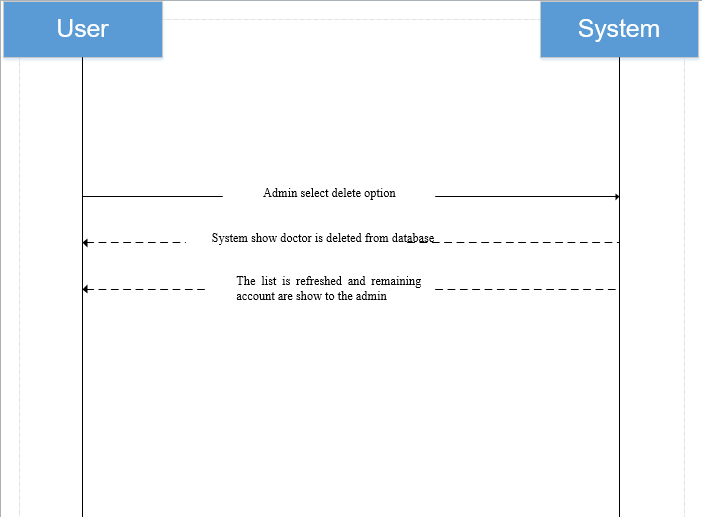 User
System
Admin select delete option
System show doctor is deleted from database
The list is refreshed and remaining
account are show to the admin